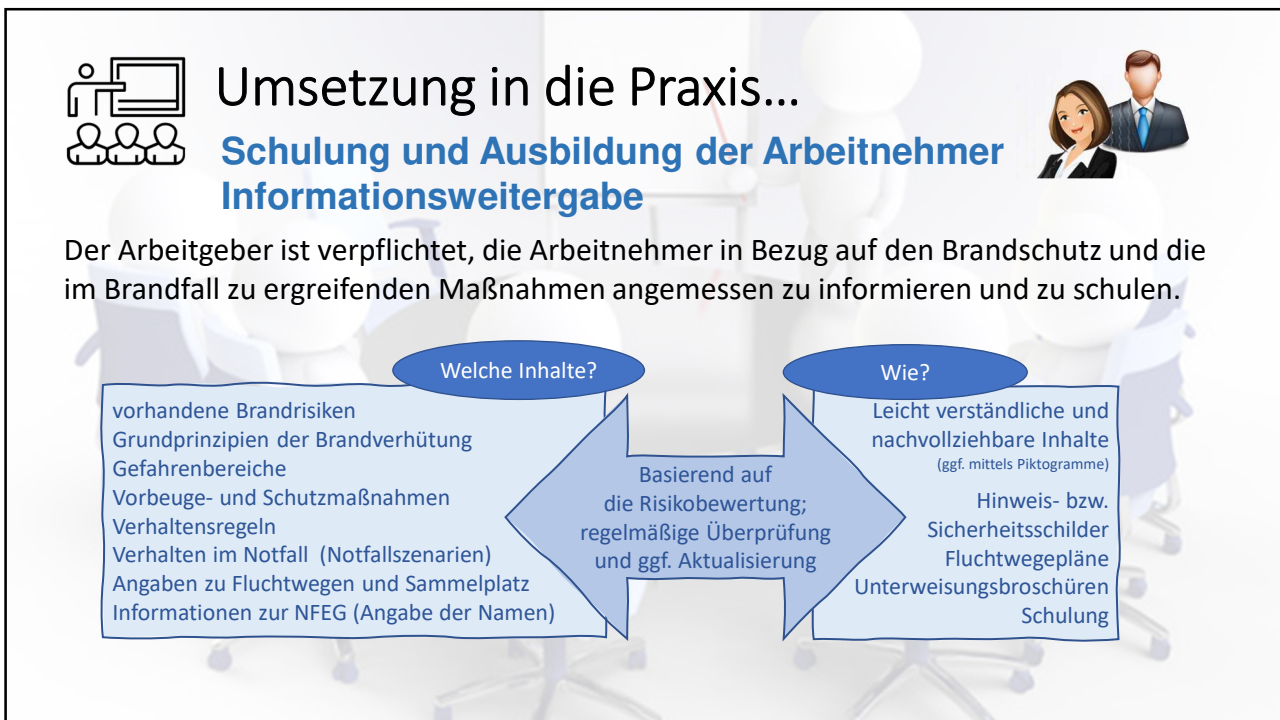 Umsetzung in die Praxis...
Schulung und Ausbildung der Arbeitnehmer
Informationsweitergabe
Der Arbeitgeber ist verpflichtet, die Arbeitnehmer in Bezug auf den Brandschutz und die
im Brandfall zu ergreifenden Maßnahmen angemessen zu informieren und zu schulen.
Welche Inhalte?
vorhandene Brandrisiken
Grundprinzipien der Brandverhütung
Gefahrenbereiche
Vorbeuge- und Schutzmaßnahmen
Verhaltensregeln
Verhalten im Notfall (Notfallszenarien)
Angaben zu Fluchtwegen und Sammelplatz
Informationen zur NFEG (Angabe der Namen)
Basierend auf
die Risikobewertung;
regelmäßige Überprüfung
und ggf. Aktualisierung
Wie?
Leicht verständliche und
nachvollziehbare Inhalte
(ggf. mittels Piktogramme)
Hinweis- bzw.
Sicherheitsschilder
Fluchtwegepläne
Unterweisungsbroschüren
Schulung